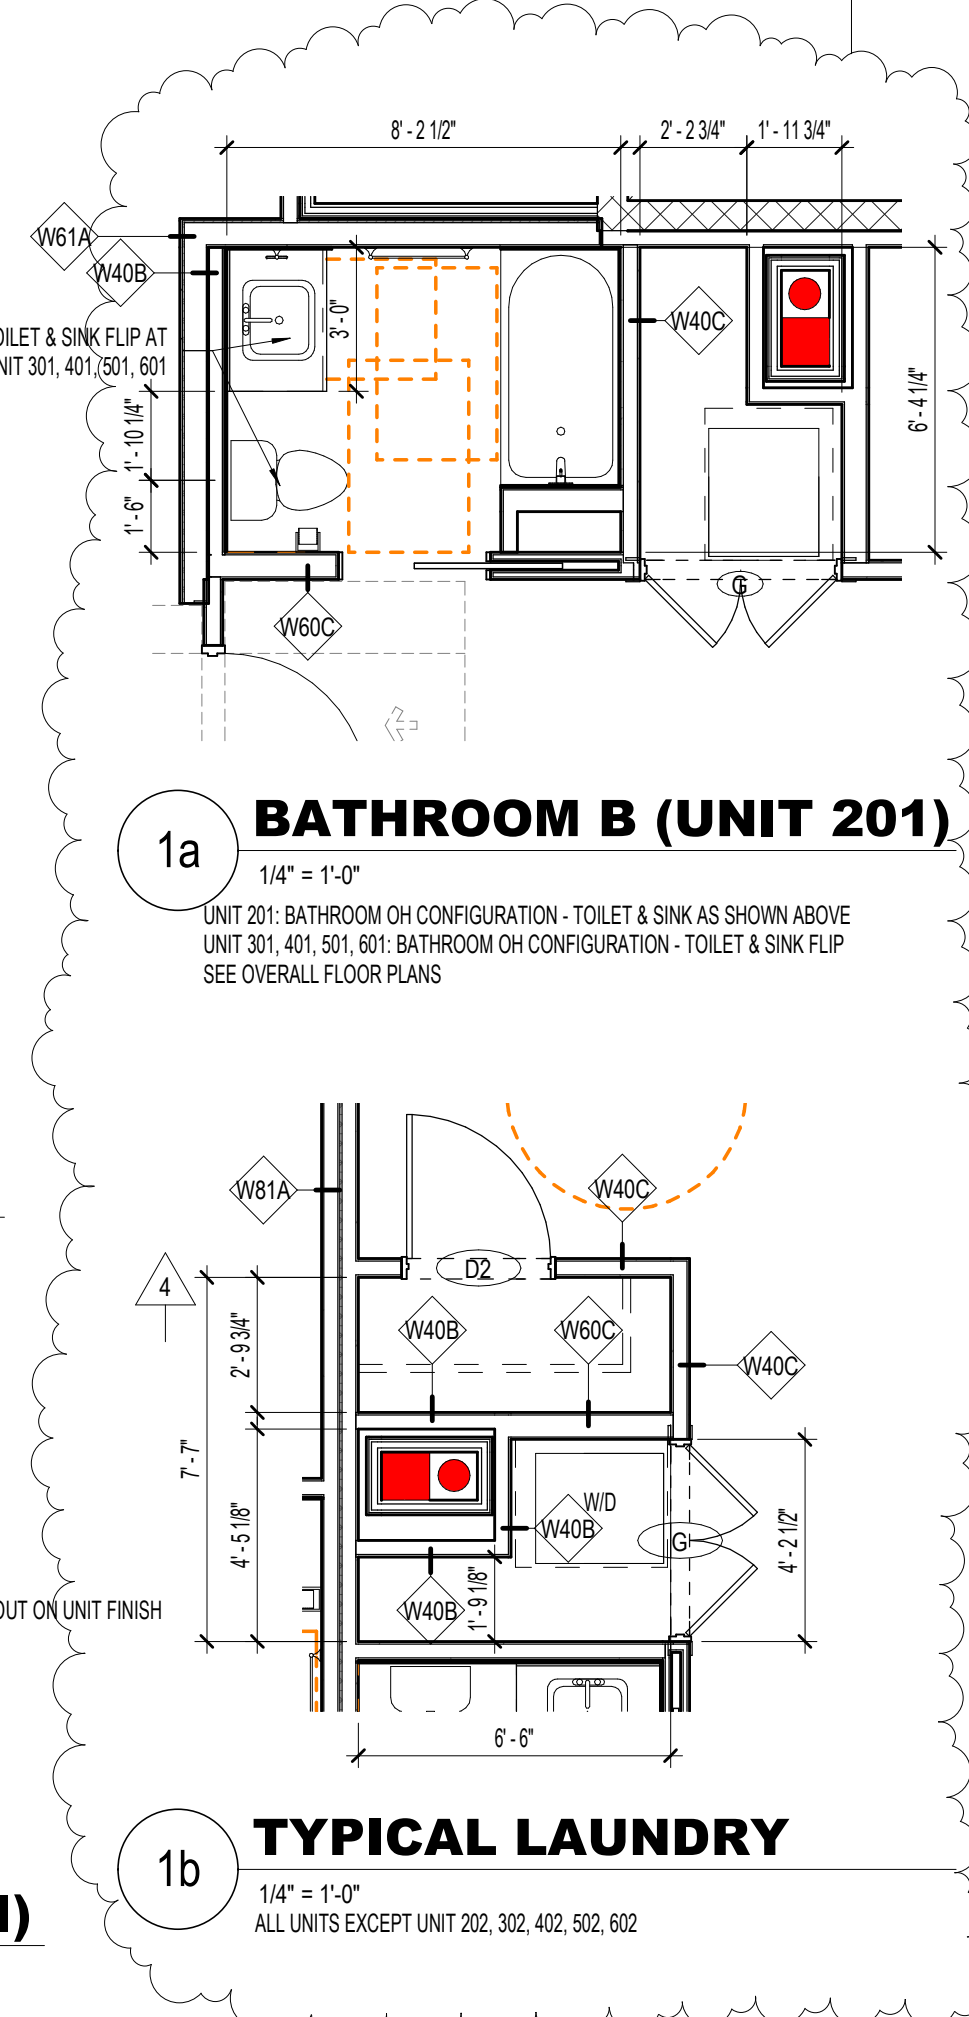 8' - 2 1/2"
2' - 2 3/4"
1' - 11 3/4"
W61A
W40B
TOILET & SINK FLIP AT
UNIT 301, 401, 501, 601
3' - 0"
W40C
6' - 4 1/4"
1' - 10 1/4"
1' - 6"
G
W60C
1a
BATHROOM B (UNIT 201)
1/4" = 1'-0"
UNIT 201: BATHROOM OH CONFIGURATION - TOILET & SINK AS SHOWN ABOVE
UNIT 301, 401, 501, 601: BATHROOM OH CONFIGURATION - TOILET & SINK FLIP
SEE OVERALL FLOOR PLANS
W81A
W40C
D2
4
W40B
W60C
W40C
2' - 9 3/4"
7' - 7"
4' - 5 1/8"
W/D
W40B
G
4' - 2 1/2"
OUT ON UNIT FINISH
W40B
1' - 9 1/8"
6' - 6"
1b
TYPICAL LAUNDRY
1/4" = 1'-0"
ALL UNITS EXCEPT UNIT 202, 302, 402, 502, 602